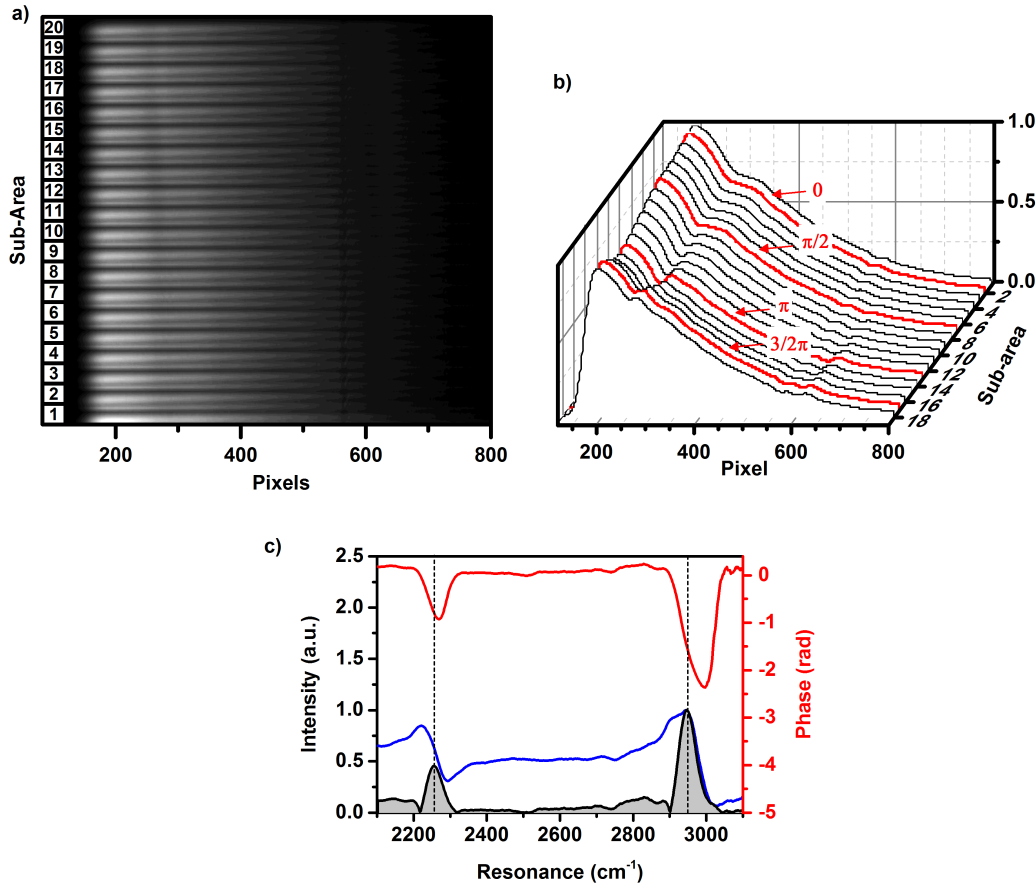 a)
20
19
18
17
16
15
14
13
12
11
10
9
8
7
6
5
4
3
2
1
Sub-Area
200 400 600 800
Pixels
b)
1.0
0.5
0.0
0
π/2
π
3/2π
2
4
6
8
10
12
14
16
18
Sub-area
200 400 600 800
Pixel
c)
2.5
2.0
1.5
1.0
0.5
0.0
Intensity (a.u.)
0
-1
-2
-3
-4
-5
Phase (rad)
2200 2400 2600 2800 3000
Resonance (cm⁻¹)